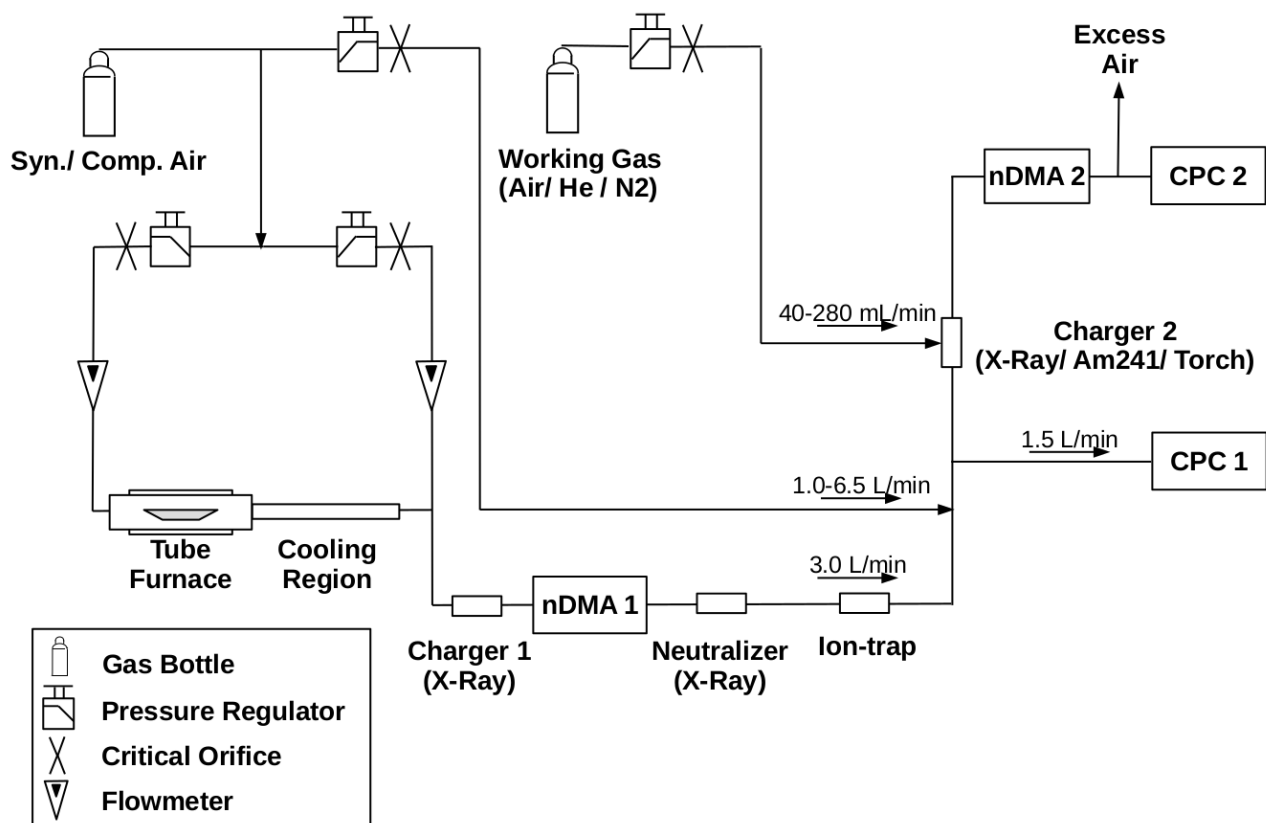 Syn./ Comp. Air
Working Gas
(Air/ He / N2)
Excess
Air
nDMA 2
CPC 2
40-280 mL/min
Charger 2
(X-Ray/ Am241/ Torch)
1.5 L/min
CPC 1
1.0-6.5 L/min
Tube
Furnace
Cooling
Region
3.0 L/min
nDMA 1
Charger 1
(X-Ray)
Neutralizer
(X-Ray)
Ion-trap
Gas Bottle
Pressure Regulator
Critical Orifice
Flowmeter